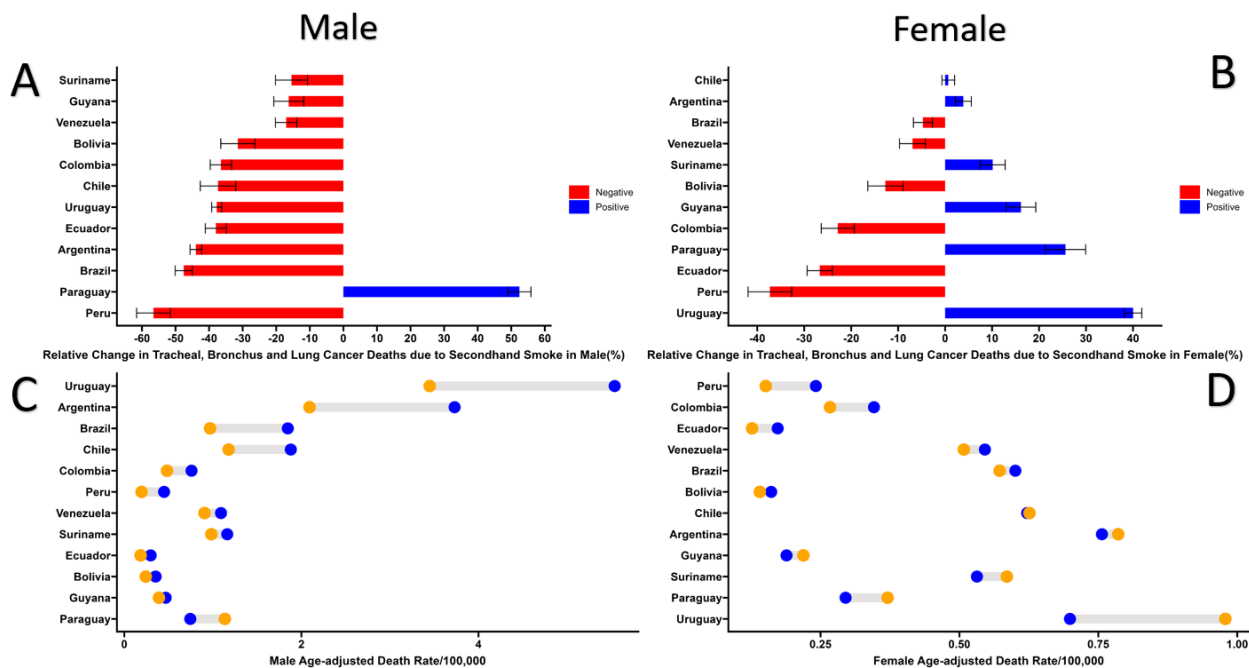 Male
Female
A
Suriname
Guyana
Venezuela
Bolivia
Colombia
Chile
Uruguay
Ecuador
Argentina
Brazil
Paraguay
Peru
Negative
Positive
-60 -50 -40 -30 -20 -10 0 10 20 30 40 50 60
Relative Change in Tracheal, Bronchus and Lung Cancer Deaths due to Secondhand Smoke in Male(%)
B
Chile
Argentina
Brazil
Venezuela
Suriname
Bolivia
Guyana
Colombia
Paraguay
Ecuador
Peru
Uruguay
Negative
Positive
-40 -30 -20 -10 0 10 20 30 40
Relative Change in Tracheal, Bronchus and Lung Cancer Deaths due to Secondhand Smoke in Female(%)
C
Uruguay
Argentina
Brazil
Chile
Colombia
Peru
Venezuela
Suriname
Ecuador
Bolivia
Guyana
Paraguay
0 2 4
Male Age-adjusted Death Rate/100,000
D
Peru
Colombia
Ecuador
Venezuela
Brazil
Bolivia
Chile
Argentina
Guyana
Suriname
Paraguay
Uruguay
0.25 0.50 0.75 1.00
Female Age-adjusted Death Rate/100,000